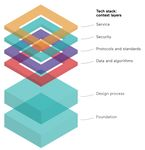 Tech stack:
context layers
Service
Security
Protocols and standards
Data and algorithms
Design process
Foundation